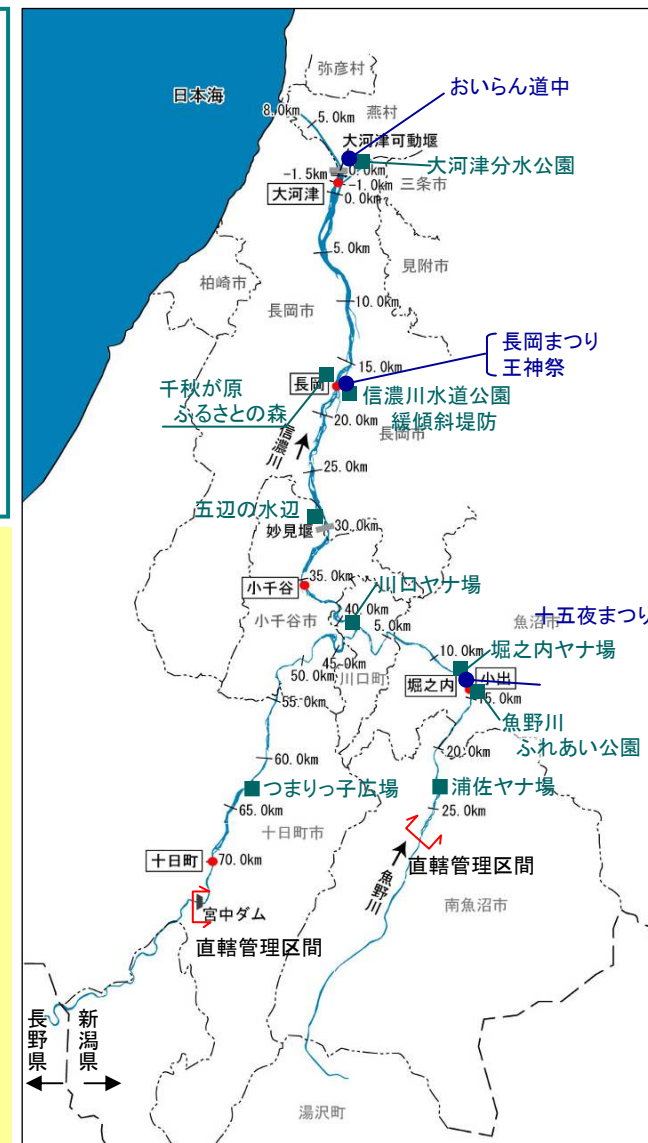 弥彦村
日本海
おいらん道中
8.0km
5.0km
燕村
大河津可動堰
大河津分水公園
0.0km
-1.5km
-1.0km
三条市
大河津
0.0km
5.0km
見附市
柏崎市
長岡市
10.0km
15.0km
長岡まつり
王神祭
長岡
千秋が原
ふるさとの森
信濃川水道公園
緩傾斜堤防
20.0km
長岡市
信濃川
25.0km
五辺の水辺
妙見堰
30.0km
35.0km
小千谷
川口ヤナ場
40.0km
小千谷市
5.0km
魚沼市
十五夜まつり
10.0km
堀之内ヤナ場
45.0km
50.0km
川口町
堀之内
小出
15.0km
55.0km
魚野川
ふれあい公園
20.0km
60.0km
つまりっ子広場
浦佐ヤナ場
65.0km
25.0km
十日町市
十日町
70.0km
直轄管理区間
魚野川
宮中ダム
南魚沼市
直轄管理区間
長野県
新潟県
湯沢町